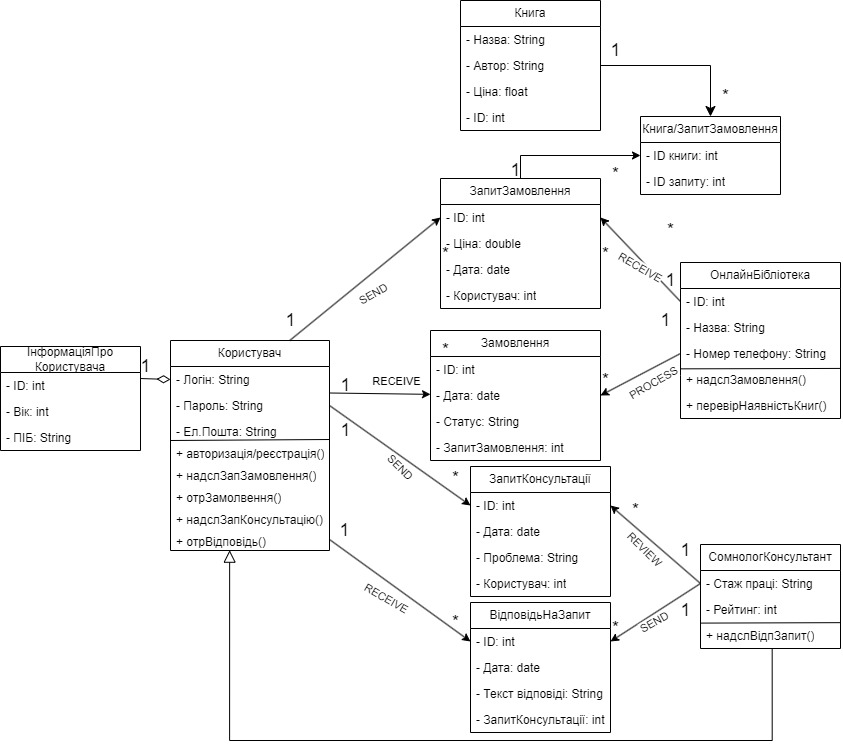 Книга
- Назва: String
- Автор: String
- Ціна: float
- ID: int
1
*
Книга/ЗапитЗамовлення
- ID книги: int
- ID запиту: int
1
*
ЗапитЗамовлення
- ID: int
- Ціна: double
- Дата: date
- Користувач: int
*
SEND
1
*
*
RECEIVE
1
1
ОнлайнБібліотека
- ID: int
- Назва: String
- Номер телефону: String
+ надслЗамовлення()
+ перевірНаявністьКниг()
PROCESS
*
ІнформаціяПро
Користувача
- ID: int
- Вік: int
- ПІБ: String
1
Користувач
- Логін: String
- Пароль: String
- Ел.Пошта: String
+ авторизація/реєстрація()
+ надслЗапЗамовлення()
+ отрЗамолвення()
+ надслЗапКонсультацію()
+ отрВідповідь()
1
RECEIVE
*
Замовлення
- ID: int
- Дата: date
- Статус: String
- ЗапитЗамовлення: int
1
SEND
*
ЗапитКонсультації
- ID: int
- Дата: date
- Проблема: String
- Користувач: int
*
REVIEW
1
СомнологКонсультант
- Стаж праці: String
- Рейтинг: int
+ надслВідпЗапит()
1
RECEIVE
*
ВідповідьНаЗапит
- ID: int
- Дата: date
- Текст відповіді: String
- ЗапитКонсультації: int
*
SEND
1